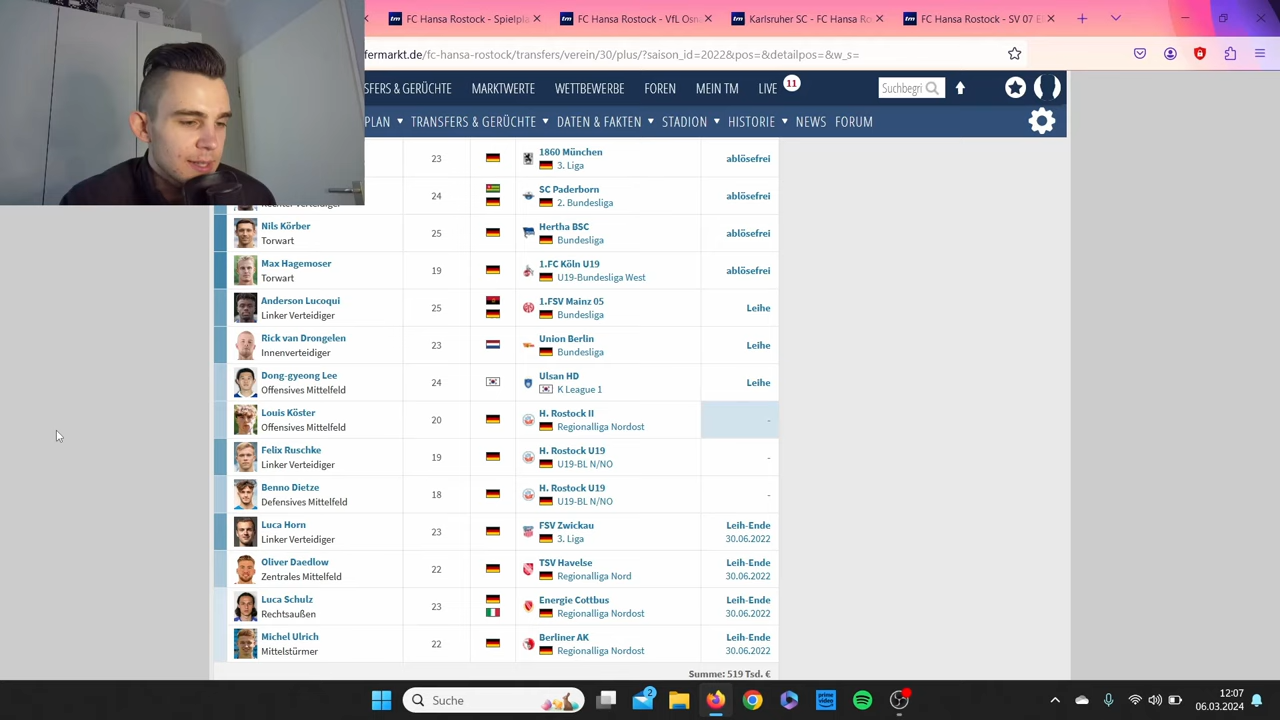 FC Hansa Rostock - Spielpla
FC Hansa Rostock - VfL Osn
Karlsruher SC - FC Hansa Ro
FC Hansa Rostock - SV 07 El
fermarkt.de/fc-hansa-rostock/transfers/verein/30/plus/?saison_id=2022&pos=&detailpos=&w_s=
SFERS & GERÜCHTE MARKTWERTE WETTBEWERBE FOREN MEIN TM LIVE 11 Suchbegri
PLAN TRANSFERS & GERÜCHTE DATEN & FAKTEN STADION HISTORIE NEWS FORUM
23 1860 München 3. Liga ablösefrei
Rechter Verteidiger 24 SC Paderborn 2. Bundesliga ablösefrei
Nils Körber 25 Hertha BSC ablösefrei
Torwart Bundesliga
Max Hagemoser 19 1.FC Köln U19 ablösefrei
Torwart U19-Bundesliga West
Anderson Lucoqui 25 1.FSV Mainz 05 Leihe
Linker Verteidiger Bundesliga
Rick van Drongelen 23 Union Berlin Leihe
Innenverteidiger Bundesliga
Dong-gyeong Lee 24 Ulsan HD Leihe
Offensives Mittelfeld K League 1
Louis Köster 20 H. Rostock II -
Offensives Mittelfeld Regionalliga Nordost
Felix Ruschke 19 H. Rostock U19 -
Linker Verteidiger U19-BL N/NO
Benno Dietze 18 H. Rostock U19 -
Defensives Mittelfeld U19-BL N/NO
Luca Horn 23 FSV Zwickau Leih-Ende
Linker Verteidiger 3. Liga 30.06.2022
Oliver Daedlow 22 TSV Havelse Leih-Ende
Zentrales Mittelfeld Regionalliga Nord 30.06.2022
Luca Schulz 23 Energie Cottbus Leih-Ende
Rechtsaußen Regionalliga Nordost 30.06.2022
Michel Ulrich 22 Berliner AK Leih-Ende
Mittelstürmer Regionalliga Nordost 30.06.2022
Summe: 519 Tsd. €
Suche
prime video
2
12:07
06.03.2024